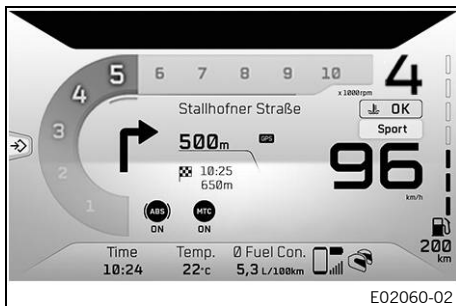 1 2 3 4 5 6 7 8 9 10
x 1000rpm
4
Stallhofner Straße
OK
Sport
500m
GPS
10:25
650m
96
km/h
ABS MTC
ON ON
Time Temp. Ø Fuel Con.
10:24 22°C 5,3 L/100km
200
km
E02060-02